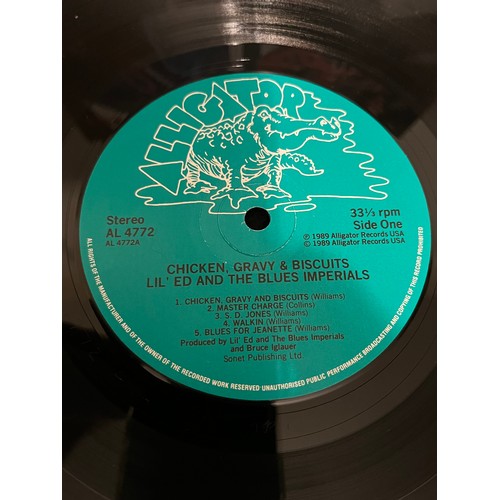 ALLIGATOR
Stereo
AL 4772
AL 4772A
33⅓ rpm
Side One
℗ 1989 Alligator Records USA
© 1989 Alligator Records USA
CHICKEN, GRAVY & BISCUITS
LIL' ED AND THE BLUES IMPERIALS
1. CHICKEN, GRAVY AND BISCUITS (Williams)
2. MASTER CHARGE (Collins)
3. S. D. JONES (Williams)
4. WALKIN (Williams)
5. BLUES FOR JEANETTE (Williams)
Produced by Lil' Ed and The Blues Imperials
and Bruce Iglauer
Sonet Publishing Ltd.
ALL RIGHTS OF THE MANUFACTURERS AND OF THE OWNER OF THE RECORDED WORK RESERVED UNAUTHORISED PUBLIC PERFORMANCE BROADCASTING AND COPYING OF THIS RECORD PROHIBITED